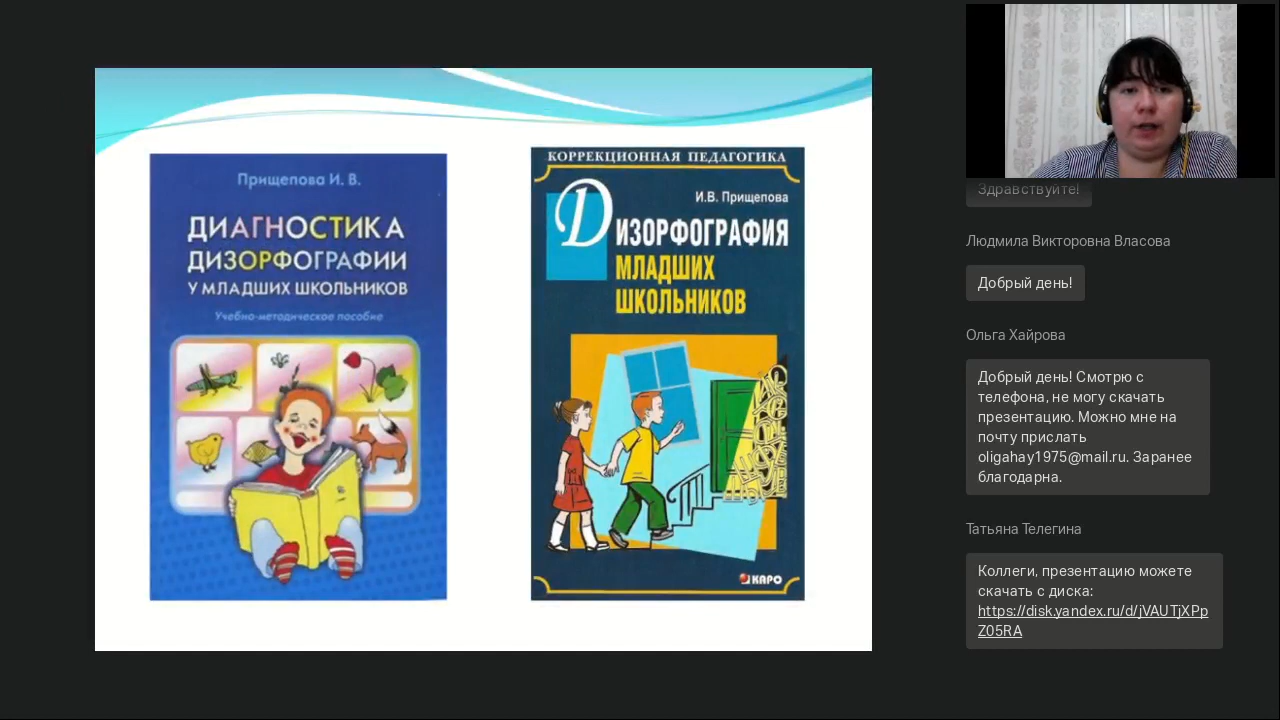 Прищепова И. В.
ДИАГНОСТИКА
ДИЗОРФОГРАФИИ
У МЛАДШИХ ШКОЛЬНИКОВ
Учебно-методическое пособие
КОРРЕКЦИОННАЯ ПЕДАГОГИКА
И.В. Прищепова
ДИЗОРФОГРАФИЯ
МЛАДШИХ
ШКОЛЬНИКОВ
КАРО
Здравствуйте!
Людмила Викторовна Власова
Добрый день!
Ольга Хайрова
Добрый день! Смотрю с
телефона, не могу скачать
презентацию. Можно мне на
почту прислать
oligahay1975@mail.ru. Заранее
благодарна.
Татьяна Телегина
Коллеги, презентацию можете
скачать с диска:
https://disk.yandex.ru/d/jVAUTjXPp
Z05RA